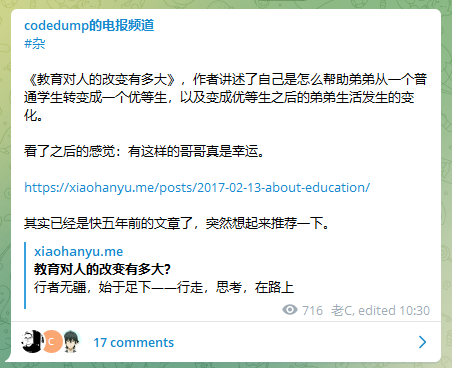 codedump的电报频道
#杂
《教育对人的改变有多大》，作者讲述了自己是怎么帮助弟弟从一个普
通学生转变成一个优等生，以及变成优等生之后的弟弟生活发生的变
化。
看了之后的感觉：有这样的哥哥真是幸运。
https://xiaohanyu.me/posts/2017-02-13-about-education/
其实已经是快五年前的文章了，突然想起来推荐一下。
xiaohanyu.me
教育对人的改变有多大？
行者无疆，始于足下——行走，思考，在路上
716 老C, edited 10:30
C
17 comments